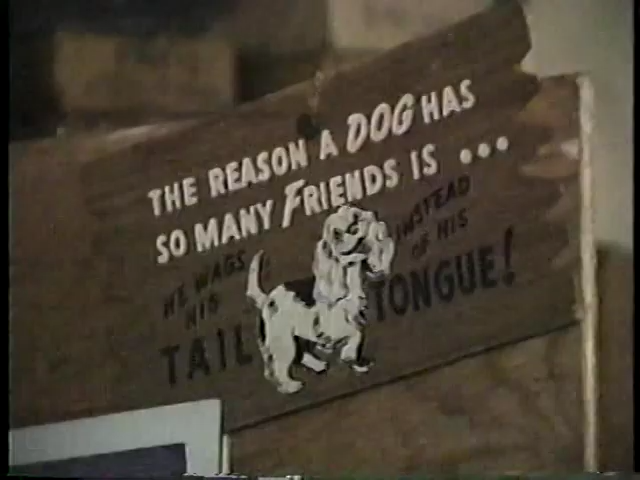 THE REASON A DOG HAS
SO MANY FRIENDS IS ...
HE WAGS
HIS
TAIL
INSTEAD
OF HIS
TONGUE!